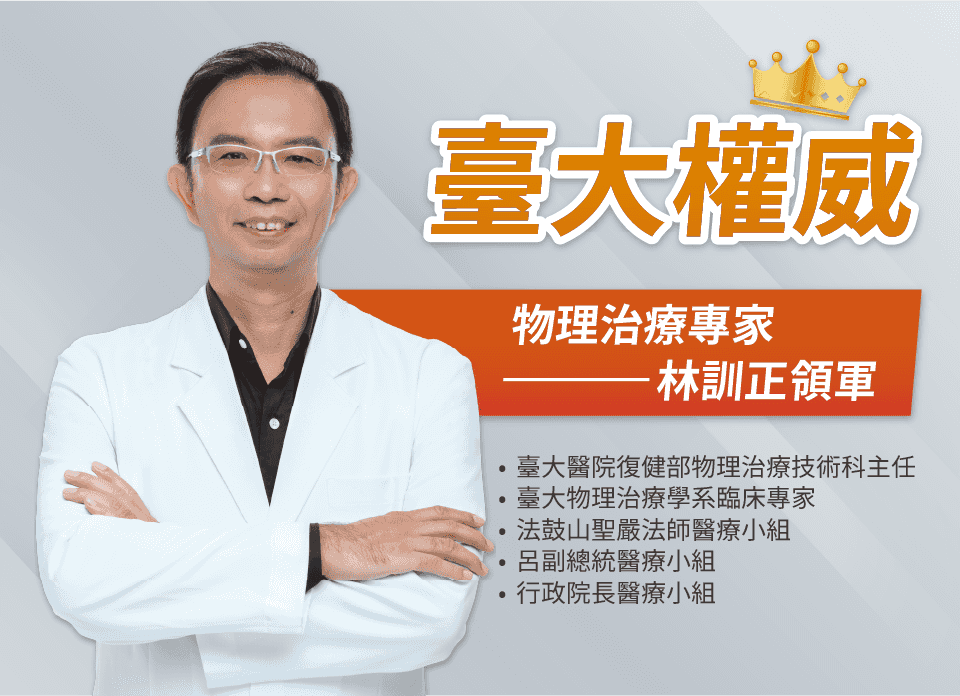 臺大權威
物理治療專家
———林訓正領軍
• 臺大醫院復健部物理治療技術科主任
• 臺大物理治療學系臨床專家
• 法鼓山聖嚴法師醫療小組
• 呂副總統醫療小組
• 行政院長醫療小組